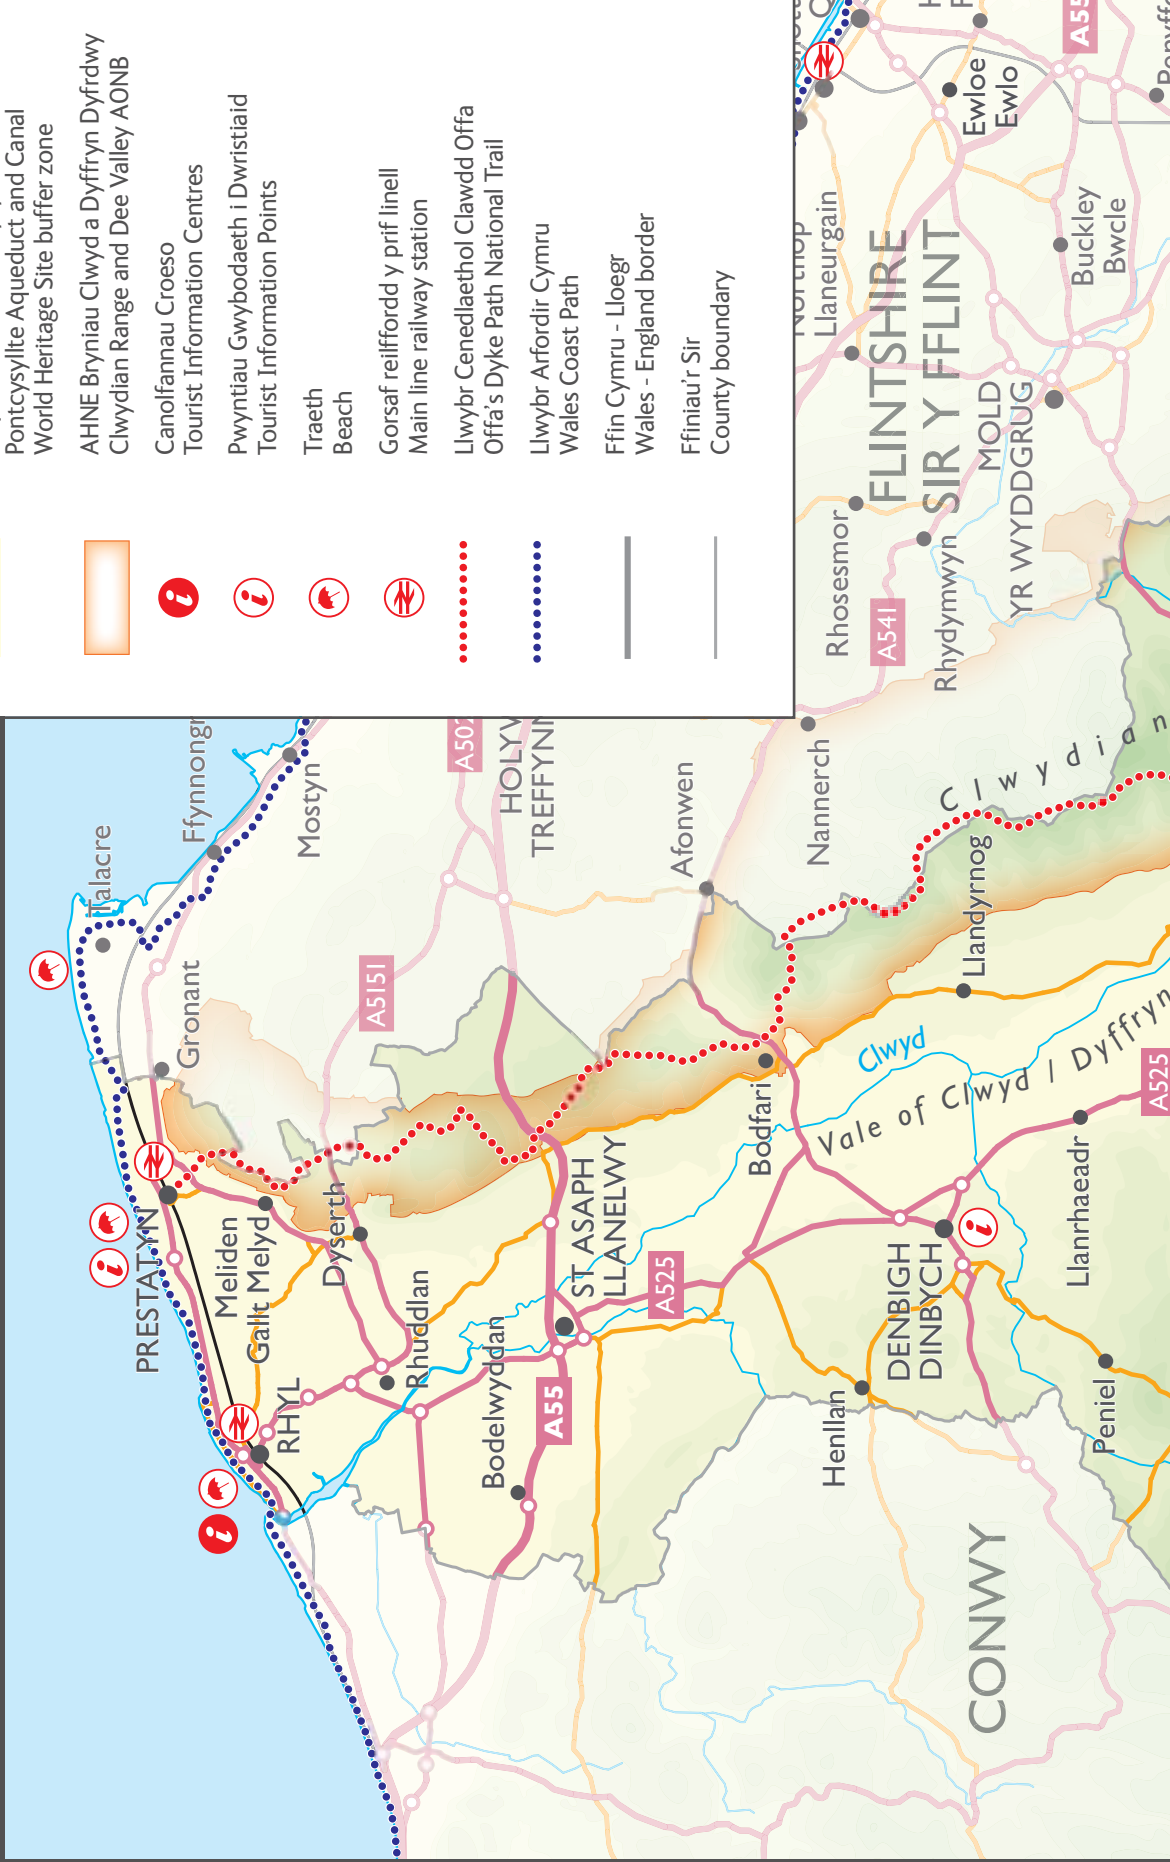 Pontcysyllte Aqueduct and Canal
World Heritage Site buffer zone
AHNE Bryniau Clwyd a Dyffryn Dyfrdwy
Clwydian Range and Dee Valley AONB
Canolfannau Croeso
Tourist Information Centres
Pwyntiau Gwybodaeth i Dwristiaid
Tourist Information Points
Traeth
Beach
Gorsaf reilffordd y prif linell
Main line railway station
Llwybr Cenedlaethol Clawdd Offa
Offa's Dyke Path National Trail
Llwybr Arfordir Cymru
Wales Coast Path
Ffin Cymru - Lloegr
Wales - England border
Ffiniau'r Sir
County boundary
Talacre
Ffynnongr
Mostyn
Gronant
PRESTATYN
Meliden
Gallt Melyd
Dyserth
RHYL
Rhuddlan
A5151
A502
HOLYW
TREFFYNN
Bodelwyddan
A55
ST ASAPH
LLANELWY
A525
Afonwen
Nannerch
Bodfari
Clwyd
Vale of Clwyd / Dyffryn
Clwydian
Llandyrnog
A525
Llanrhaeadr
DENBIGH
DINBYCH
Henllan
Peniel
CONWY
Rhosesmor
A541
Rhydymwyn
FLINTSHIRE
SIR Y FFLINT
MOLD
YR WYDDGRUG
Northop
Llaneurgain
Buckley
Bwcle
Ewloe
Ewlo
A55